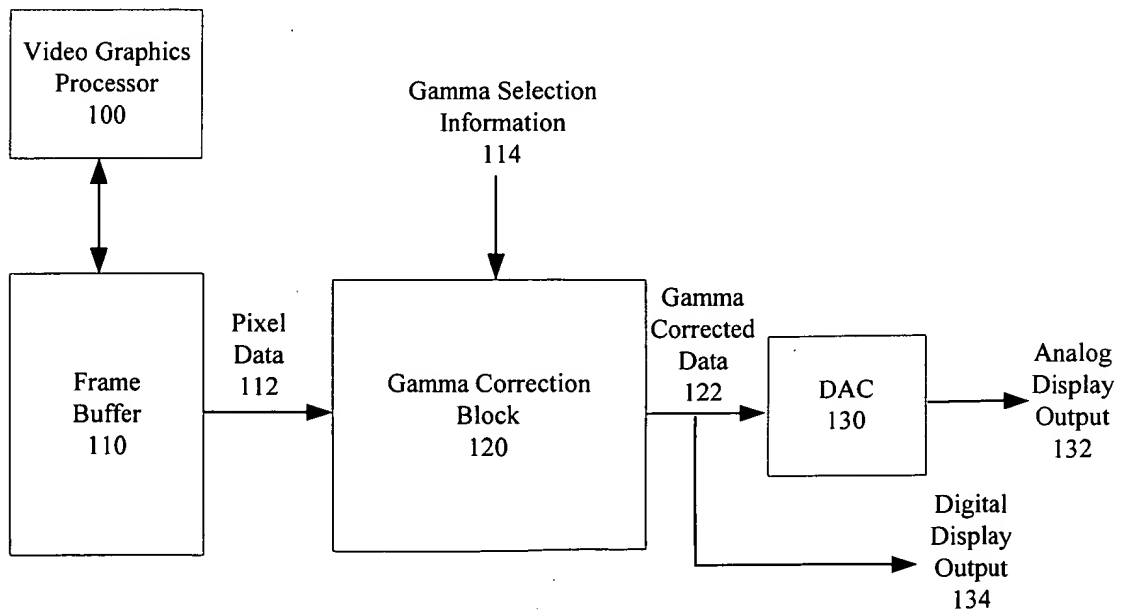 Video Graphics
Processor
100
Gamma Selection
Information
114
Frame
Buffer
110
Pixel
Data
112
Gamma Correction
Block
120
Gamma
Corrected
Data
122
DAC
130
Analog
Display
Output
132
Digital
Display
Output
134